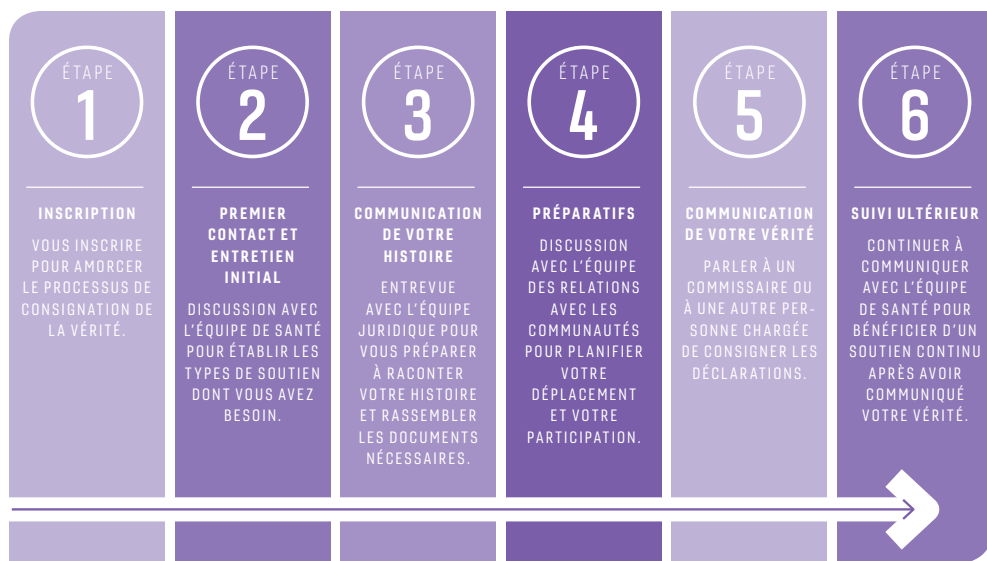 ÉTAPE
1
INSCRIPTION
VOUS INSCRIRE
POUR AMORCER
LE PROCESSUS DE
CONSIGNATION DE
LA VÉRITÉ.
ÉTAPE
2
PREMIER
CONTACT ET
ENTRETIEN
INITIAL
DISCUSSION AVEC
L'ÉQUIPE DE SANTÉ
POUR ÉTABLIR LES
TYPES DE SOUTIEN
DONT VOUS AVEZ
BESOIN.
ÉTAPE
3
COMMUNICATION
DE VOTRE
HISTOIRE
ENTREVUE
AVEC L'ÉQUIPE
JURIDIQUE POUR
VOUS PRÉPARER
À RACONTER
VOTRE HISTOIRE
ET RASSEMBLER
LES DOCUMENTS
NÉCESSAIRES.
ÉTAPE
4
PRÉPARATIFS
DISCUSSION
AVEC L'ÉQUIPE
DES RELATIONS
AVEC LES
COMMUNAUTÉS
POUR PLANIFIER
VOTRE
DÉPLACEMENT
ET VOTRE
PARTICIPATION.
ÉTAPE
5
COMMUNICATION
DE VOTRE VÉRITÉ
PARLER À UN
COMMISSAIRE OU
À UNE AUTRE PER-
SONNE CHARGÉE
DE CONSIGNER LES
DÉCLARATIONS.
ÉTAPE
6
SUIVI ULTÉRIEUR
CONTINUER À
COMMUNIQUER
AVEC L'ÉQUIPE
DE SANTÉ POUR
BÉNÉFICIER D'UN
SOUTIEN CONTINU
APRÈS AVOIR
COMMUNIQUÉ
VOTRE VÉRITÉ.